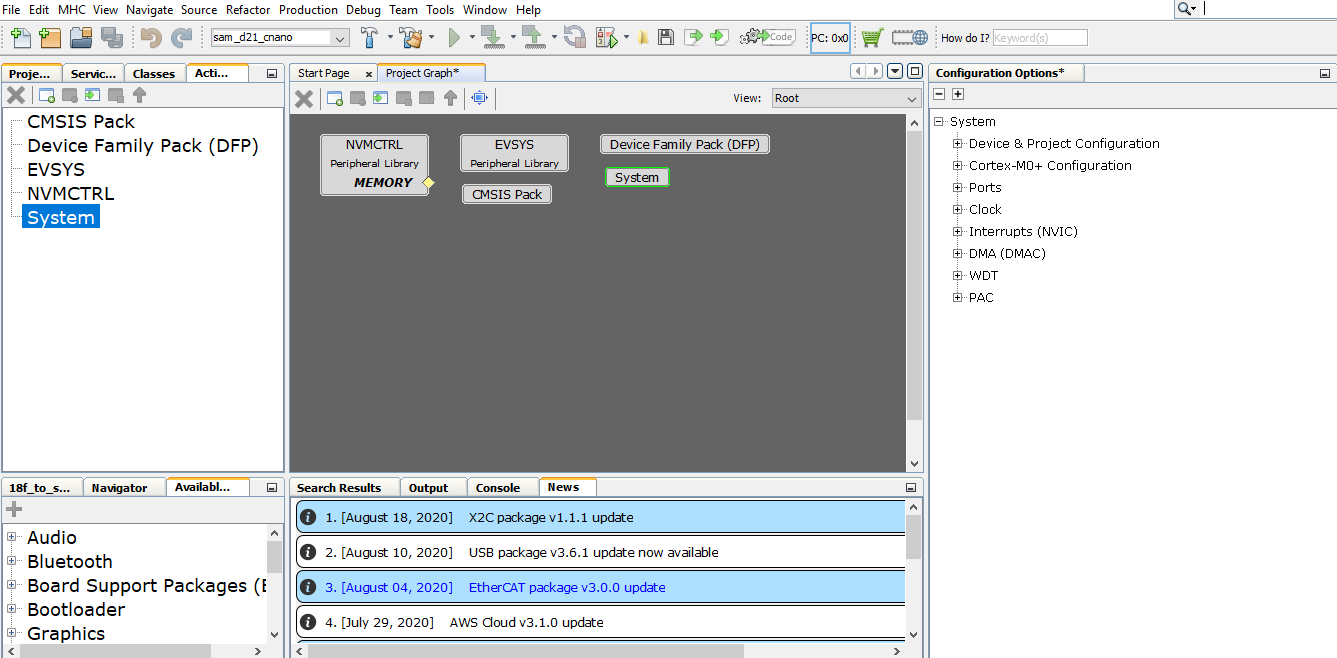 File Edit MHC View Navigate Source Refactor Production Debug Team Tools Window Help
sam_d21_cnano
Code
PC: 0x0
How do I?
Keyword(s)
Proje...
Servic...
Classes
Acti...
CMSIS Pack
Device Family Pack (DFP)
EVSYS
NVMCTRL
System
Start Page x
Project Graph*
View: Root
NVMCTRL
Peripheral Library
MEMORY
EVSYS
Peripheral Library
CMSIS Pack
Device Family Pack (DFP)
System
Configuration Options*
System
Device & Project Configuration
Cortex-M0+ Configuration
Ports
Clock
Interrupts (NVIC)
DMA (DMAC)
WDT
PAC
18f_to_s...
Navigator
Availabl...
Audio
Bluetooth
Board Support Packages (E
Bootloader
Graphics
Search Results
Output
Console
News
1. [August 18, 2020] X2C package v1.1.1 update
2. [August 10, 2020] USB package v3.6.1 update now available
3. [August 04, 2020] EtherCAT package v3.0.0 update
4. [July 29, 2020] AWS Cloud v3.1.0 update